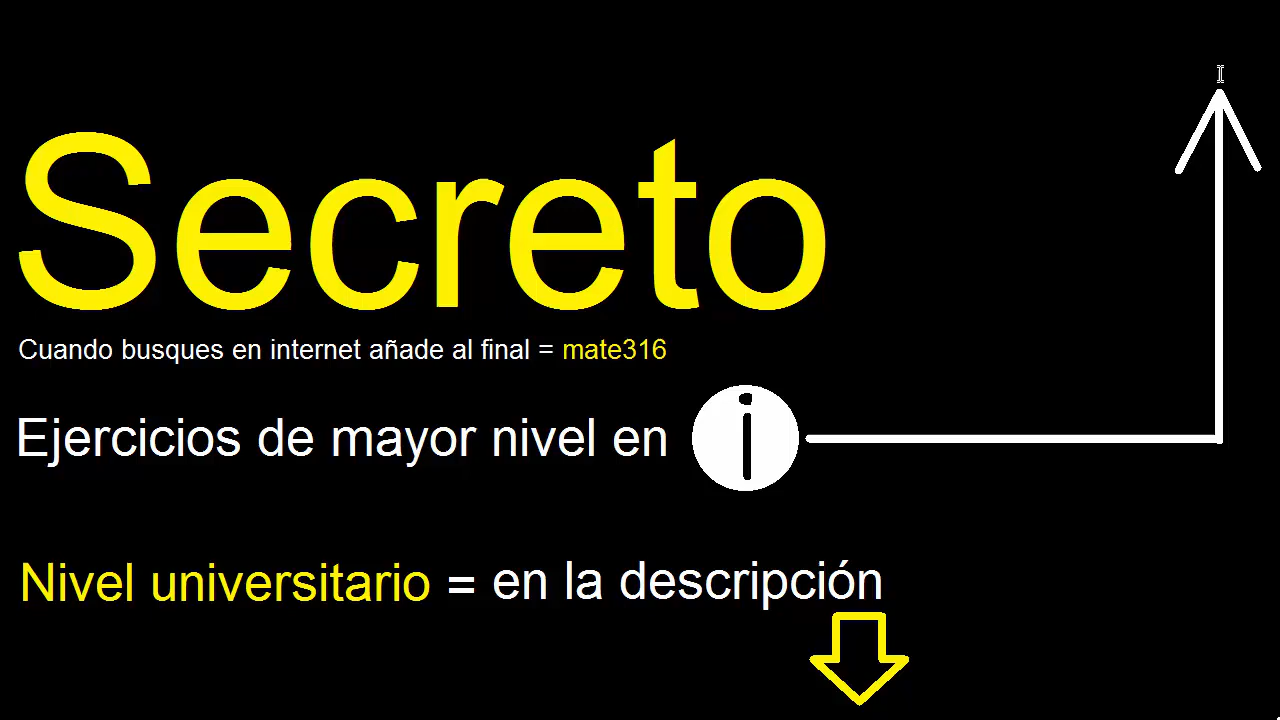 Secreto
Cuando busques en internet añade al final = mate316
Ejercicios de mayor nivel en i
Nivel universitario = en la descripción